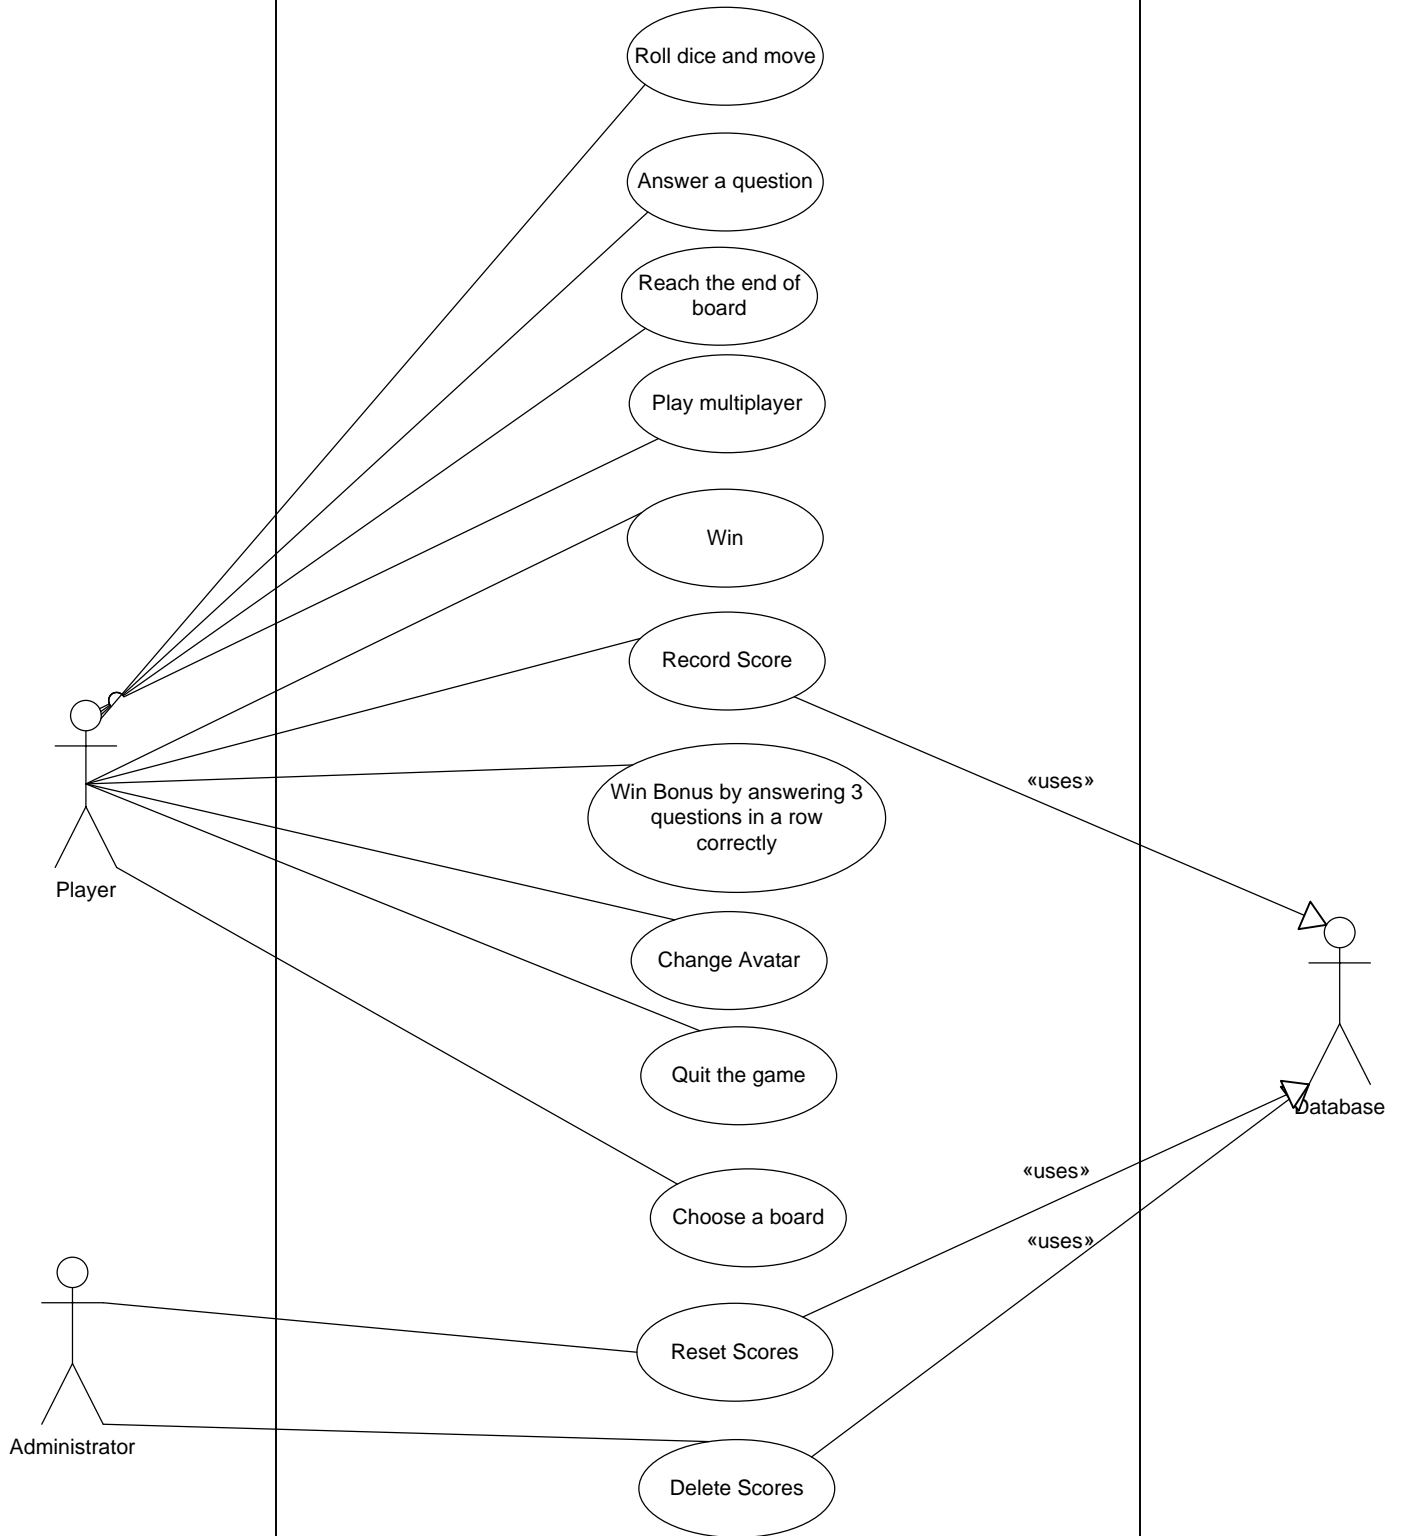 Roll dice and move
Answer a question
Reach the end of
board
Play multiplayer
Win
Record Score
«uses»
Win Bonus by answering 3
questions in a row
correctly
Player
Change Avatar
Quit the game
Database
«uses»
Choose a board
«uses»
Reset Scores
Administrator
Delete Scores